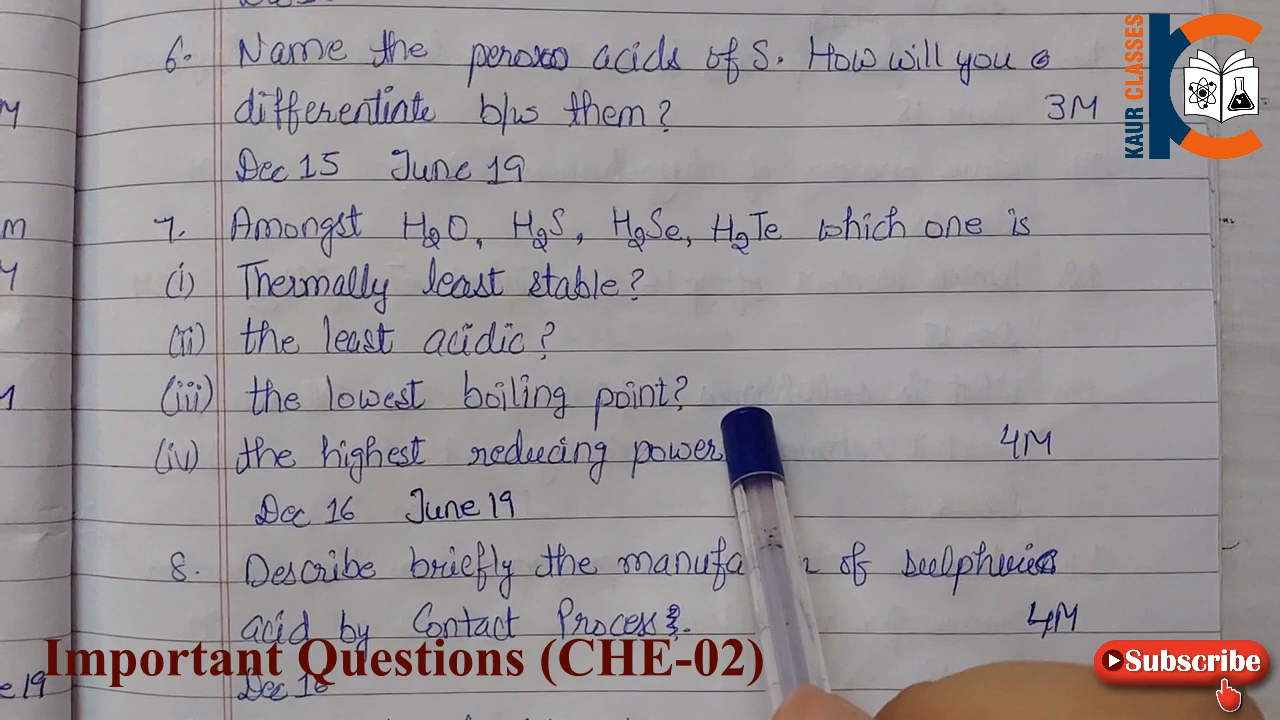 6. Name the peroxo acids of S. How will you
differentiate b/w them? 3M
Dec 15 June 19
M
7. Amongst H2O, H2S, H2Se, H2Te which one is
m
(i) Thermally least stable?
(ii) the least acidic?
(iii) the lowest boiling point?
(iv) the highest reducing power 4M
Dec 16 June 19
8. Describe briefly the of sulphuric
acid by Contact Process. 4M
Dec 16
e 19
KAUR CLASSES
Important Questions (CHE-02)
Subscribe